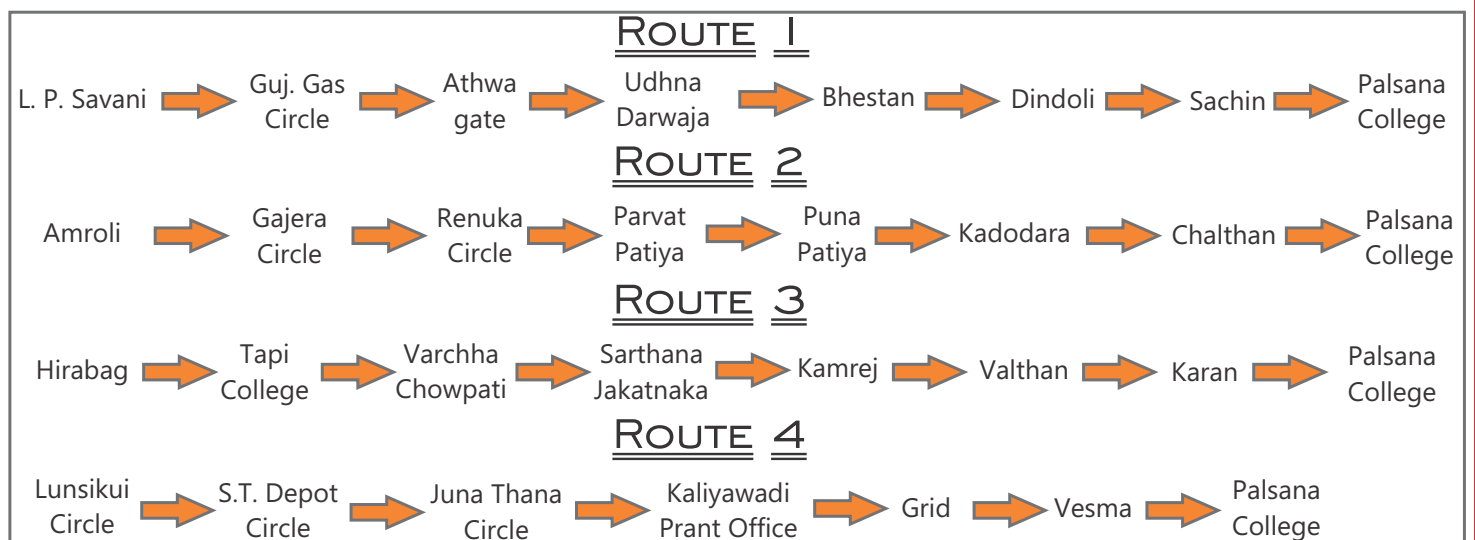 ROUTE 1
L. P. Savani
Guj. Gas
Circle
Athwa
gate
Udhna
Darwaja
Bhestan
Dindoli
Sachin
Palsana
College
ROUTE 2
Amroli
Gajera
Circle
Renuka
Circle
Parvat
Patiya
Puna
Patiya
Kadodara
Chalthan
Palsana
College
ROUTE 3
Hirabag
Tapi
College
Varchha
Chowpati
Sarthana
Jakatnaka
Kamrej
Valthan
Karan
Palsana
College
ROUTE 4
Lunsikui
Circle
S.T. Depot
Circle
Juna Thana
Circle
Kaliyawadi
Prant Office
Grid
Vesma
Palsana
College